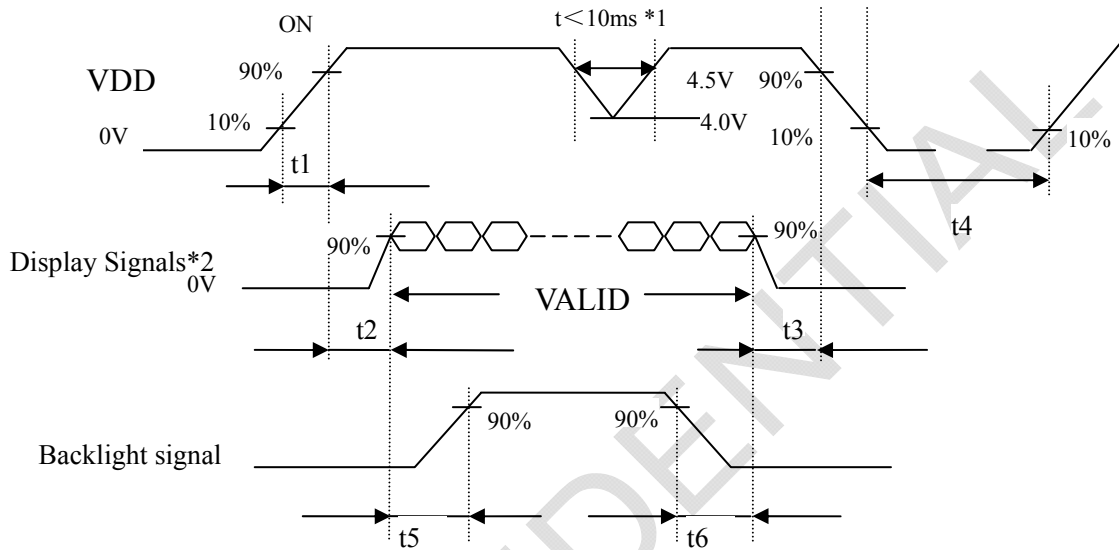 ON
t＜10ms *1
VDD
90%
4.5V
90%
0V
10%
4.0V
10%
10%
t1
t4
90%
90%
Display Signals*2
0V
VALID
t2
t3
90%
90%
Backlight signal
t5
t6